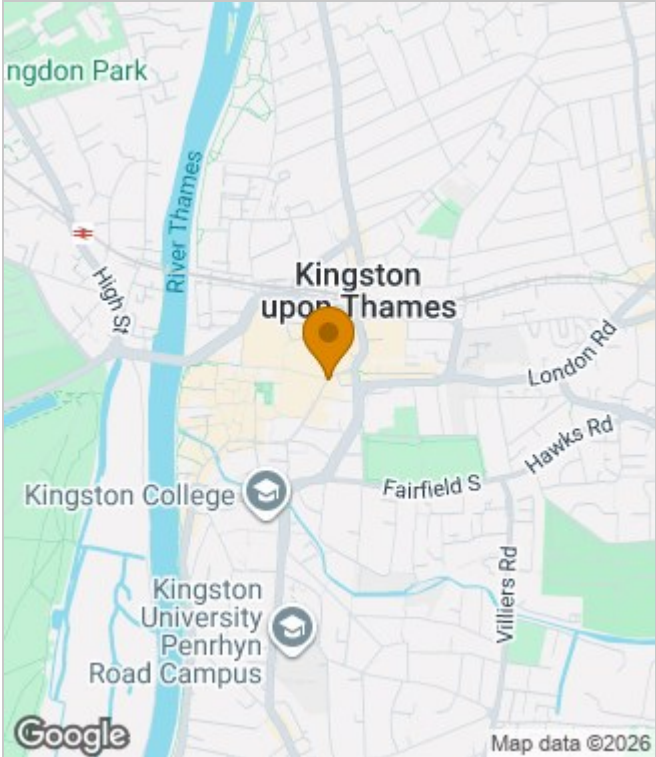 ngdon Park
River Thames
High St
Kingston
upon Thames
London Rd
Hawks Rd
Kingston College
Fairfield S
Kingston
University
Penrhyn
Road Campus
Villiers Rd
Google
Map data ©2026